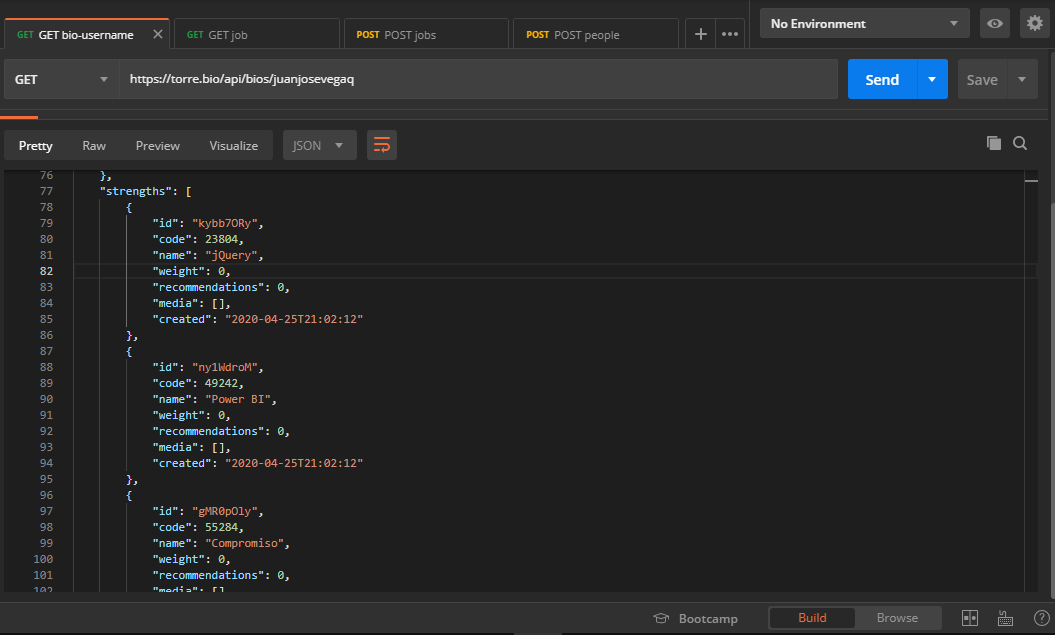 GET GET bio-username
GET GET job
POST POST jobs
POST POST people
No Environment
GET
https://torre.bio/api/bios/juanjosevegaq
Send
Save
Pretty Raw Preview Visualize JSON
76 },
77 "strengths": [
78 {
79 "id": "kybb7ORy",
80 "code": 23804,
81 "name": "jQuery",
82 "weight": 0,
83 "recommendations": 0,
84 "media": [],
85 "created": "2020-04-25T21:02:12"
86 },
87 {
88 "id": "ny1WdroM",
89 "code": 49242,
90 "name": "Power BI",
91 "weight": 0,
92 "recommendations": 0,
93 "media": [],
94 "created": "2020-04-25T21:02:12"
95 },
96 {
97 "id": "gMR0pOly",
98 "code": 55284,
99 "name": "Compromiso",
100 "weight": 0,
101 "recommendations": 0,
102 "media": []
Bootcamp Build Browse